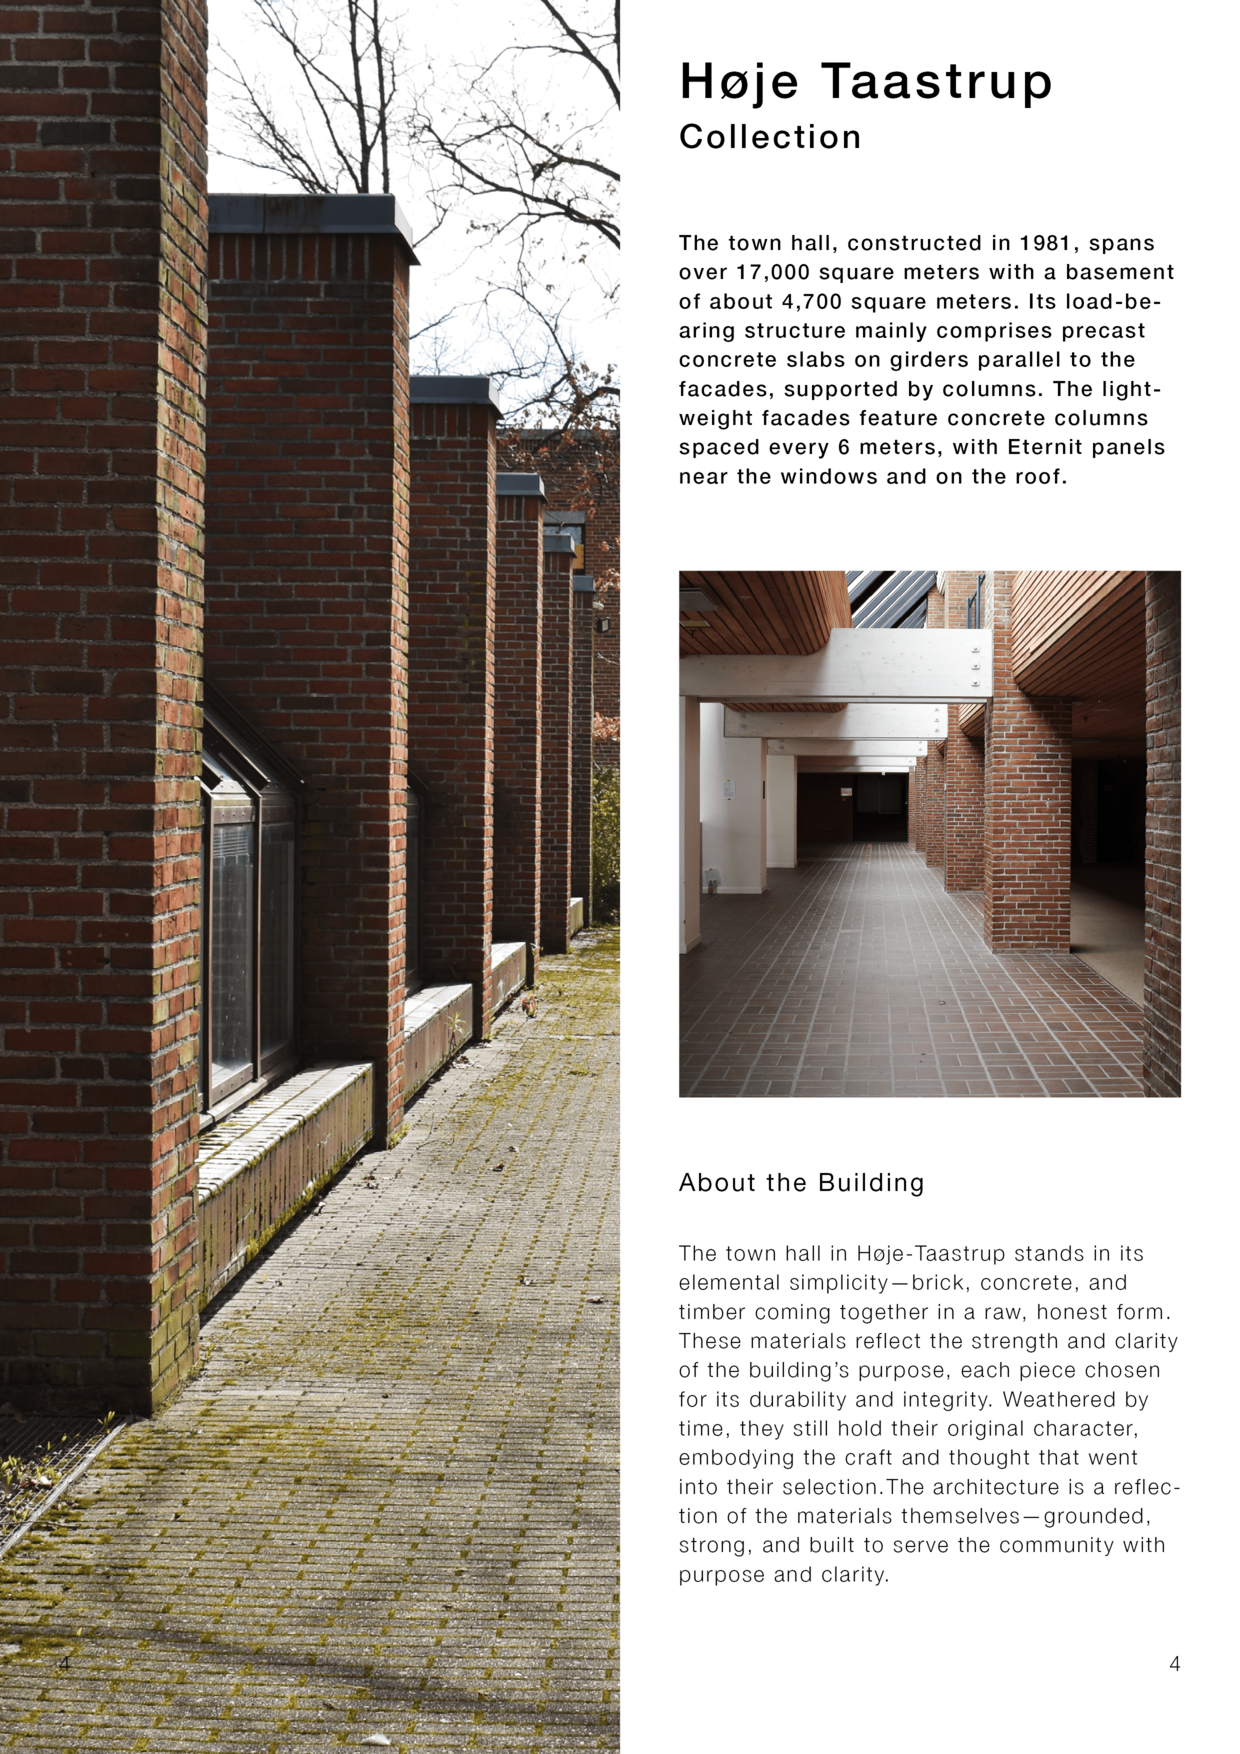 Høje Taastrup
Collection
The town hall, constructed in 1981, spans
over 17,000 square meters with a basement
of about 4,700 square meters. Its load-be-
aring structure mainly comprises precast
concrete slabs on girders parallel to the
facades, supported by columns. The light-
weight facades feature concrete columns
spaced every 6 meters, with Eternit panels
near the windows and on the roof.
About the Building
The town hall in Høje-Taastrup stands in its
elemental simplicity—brick, concrete, and
timber coming together in a raw, honest form.
These materials reflect the strength and clarity
of the building's purpose, each piece chosen
for its durability and integrity. Weathered by
time, they still hold their original character,
embodying the craft and thought that went
into their selection.The architecture is a reflec-
tion of the materials themselves—grounded,
strong, and built to serve the community with
purpose and clarity.
4
4